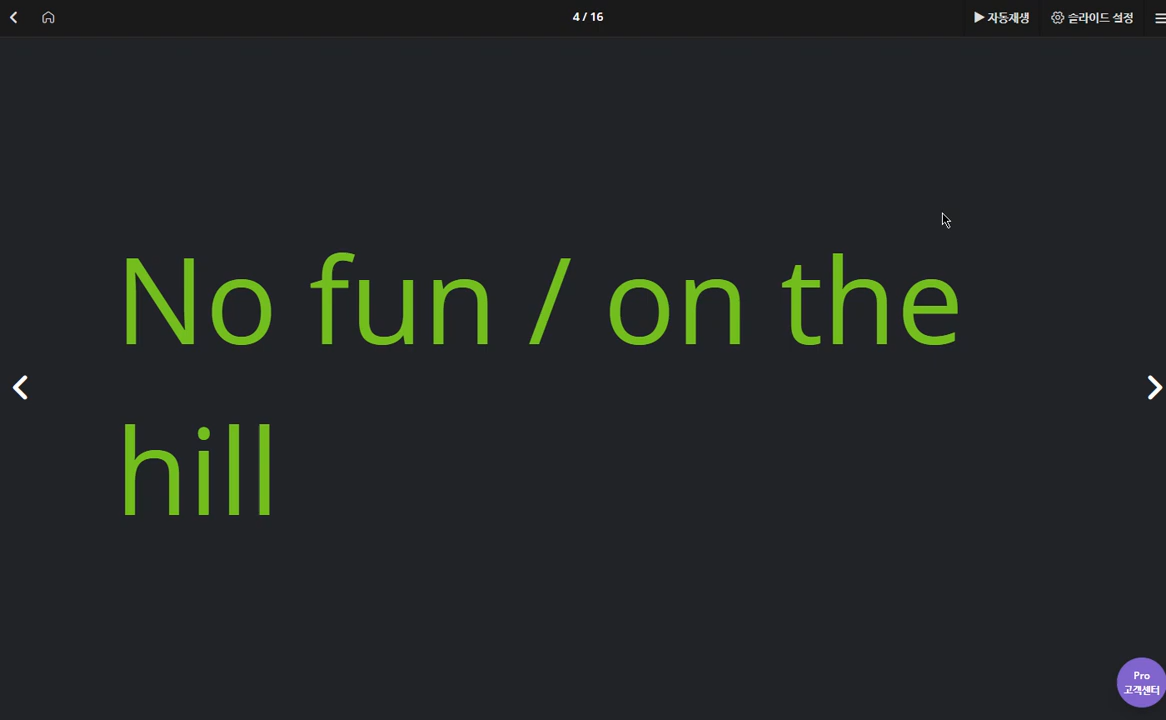 4 / 16
▶ 자동재생
슬라이드 설정
No fun / on the
hill
Pro
고객센터